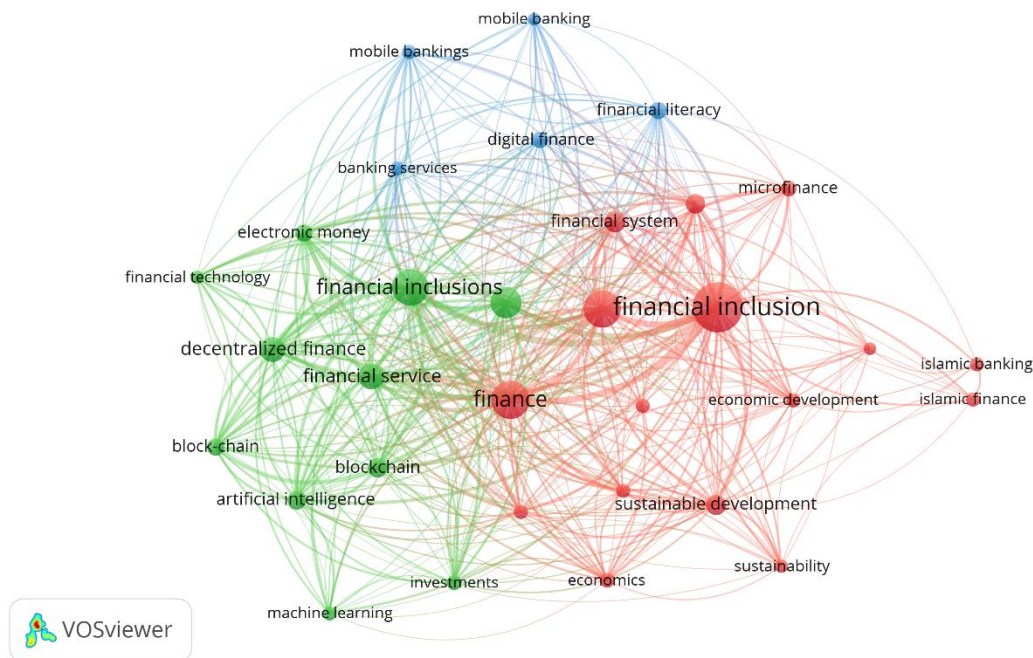 mobile banking
mobile bankings
financial literacy
digital finance
banking services
microfinance
financial system
electronic money
financial technology
financial inclusions
financial inclusion
decentralized finance
islamic banking
financial service
finance
economic development
islamic finance
block-chain
blockchain
artificial intelligence
sustainable development
sustainability
investments
economics
machine learning
VOSviewer